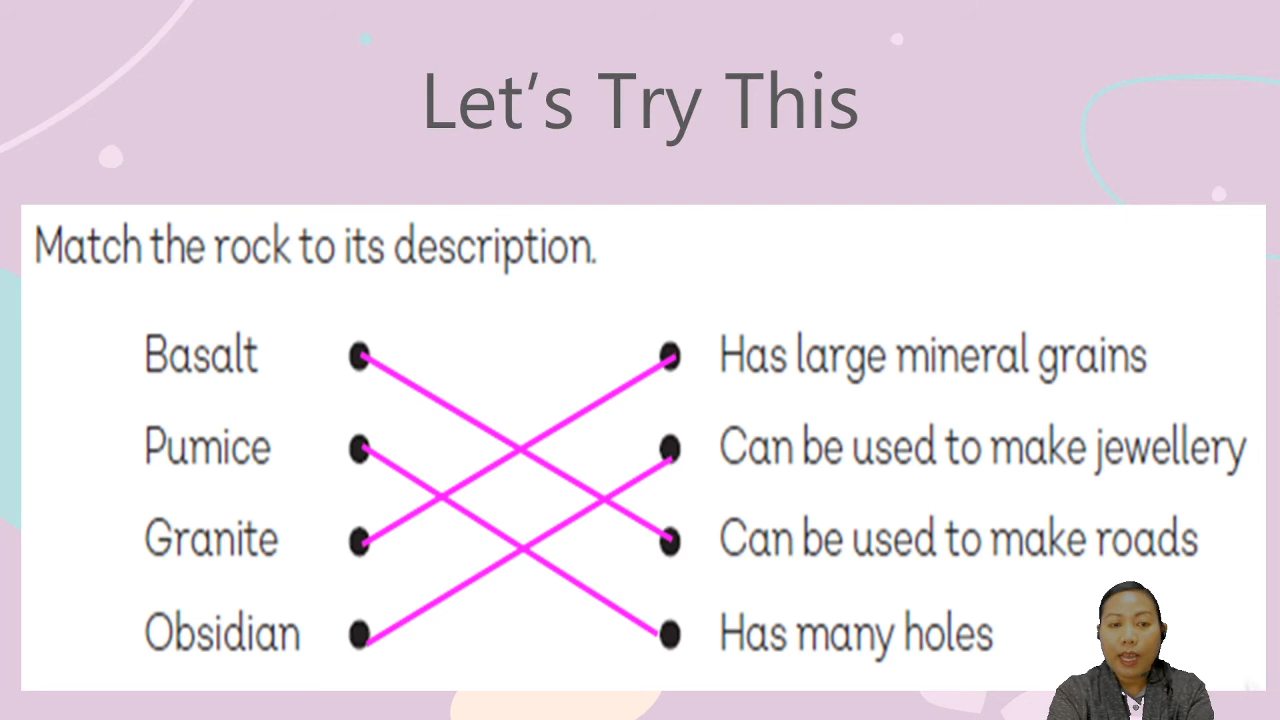 Let's Try This
Match the rock to its description.
Basalt
Has large mineral grains
Pumice
Can be used to make jewellery
Granite
Can be used to make roads
Obsidian
Has many holes